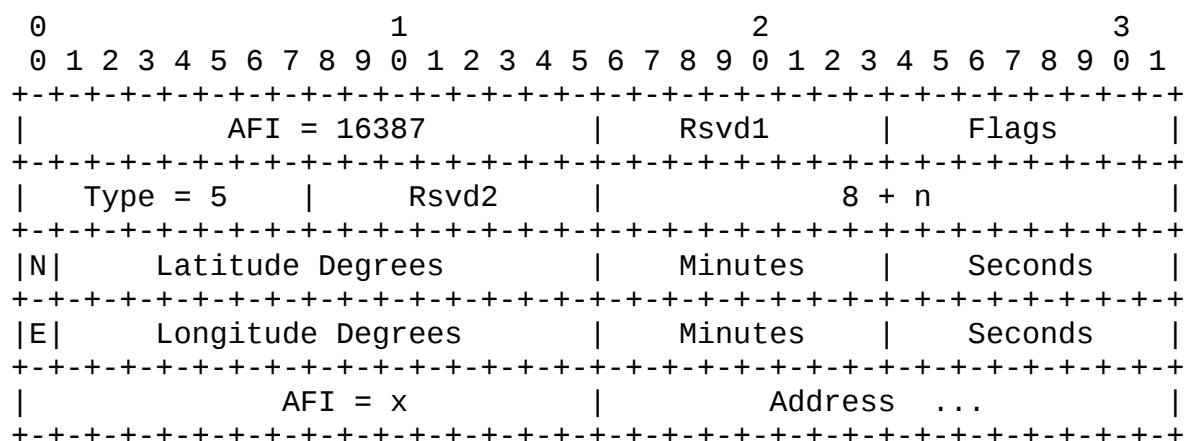 0                   1                   2                   3
 0 1 2 3 4 5 6 7 8 9 0 1 2 3 4 5 6 7 8 9 0 1 2 3 4 5 6 7 8 9 0 1
+-+-+-+-+-+-+-+-+-+-+-+-+-+-+-+-+-+-+-+-+-+-+-+-+-+-+-+-+-+-+-+-+
|           AFI = 16387         |    Rsvd1      |    Flags      |
+-+-+-+-+-+-+-+-+-+-+-+-+-+-+-+-+-+-+-+-+-+-+-+-+-+-+-+-+-+-+-+-+
|   Type = 5    |     Rsvd2     |             8 + n             |
+-+-+-+-+-+-+-+-+-+-+-+-+-+-+-+-+-+-+-+-+-+-+-+-+-+-+-+-+-+-+-+-+
|N|     Latitude Degrees        |    Minutes    |    Seconds    |
+-+-+-+-+-+-+-+-+-+-+-+-+-+-+-+-+-+-+-+-+-+-+-+-+-+-+-+-+-+-+-+-+
|E|     Longitude Degrees       |    Minutes    |    Seconds    |
+-+-+-+-+-+-+-+-+-+-+-+-+-+-+-+-+-+-+-+-+-+-+-+-+-+-+-+-+-+-+-+-+
|              AFI = x          |         Address  ...          |
+-+-+-+-+-+-+-+-+-+-+-+-+-+-+-+-+-+-+-+-+-+-+-+-+-+-+-+-+-+-+-+-+